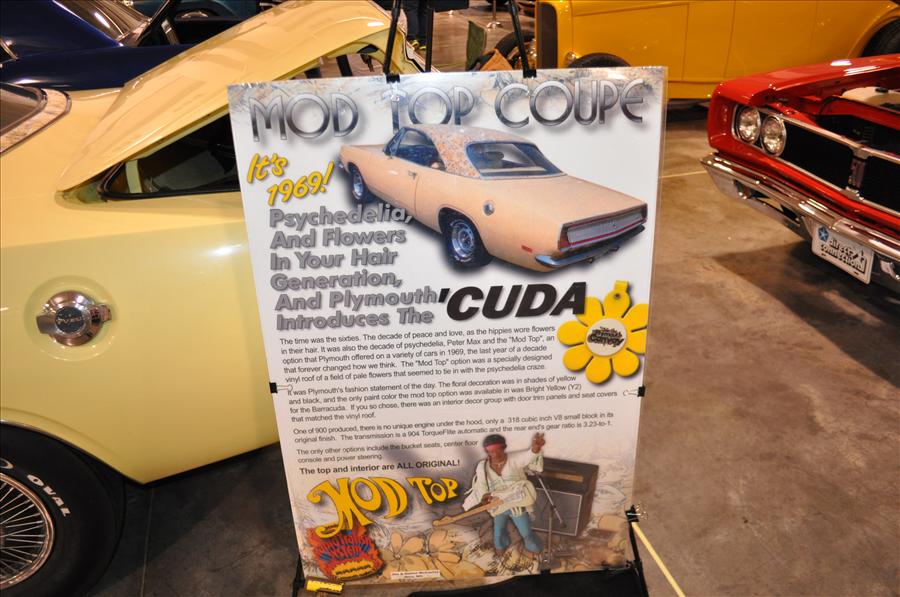 MOD TOP COUPE
It's
1969!
Psychedelia,
And Flowers
In Your Hair
Generation,
And Plymouth
Introduces The 'CUDA
The time was the sixties. The decade of peace and love, as the hippies wore flowers
in their hair. It was also the decade of psychedelia, Peter Max and the "Mod Top", an
option that Plymouth offered on a variety of cars in 1969, the last year of a decade
that forever changed how we think. The "Mod Top" option was a specially designed
vinyl roof of a field of pale flowers that seemed to tie in with the psychedelia craze.
It was Plymouth's fashion statement of the day. The floral decoration was in shades of yellow
and black, and the only paint color the mod top option was available in was Bright Yellow (Y2)
for the Barracuda. If you so chose, there was an interior decor group with door trim panels and seat covers
that matched the vinyl roof.
One of 900 produced, there is no unique engine under the hood, only a 318 cubic inch V8 small block in its
original finish. The transmission is a 904 TorqueFlite automatic and the rear end's gear ratio is 3.23-to-1.
The only other options include the bucket seats, center floor
console and power steering.
The top and interior are ALL ORIGINAL!
MOD TOP
FUEL
OVAL
direct
connection